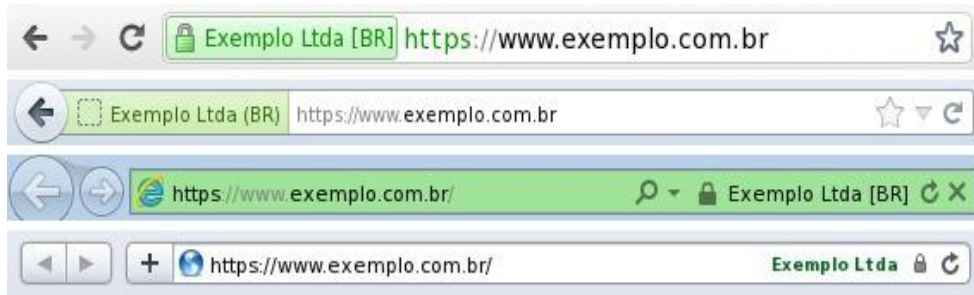 Exemplo Ltda [BR] https://www.exemplo.com.br
Exemplo Ltda (BR) https://www.exemplo.com.br
https://www.exemplo.com.br/ Exemplo Ltda [BR]
https://www.exemplo.com.br/ Exemplo Ltda